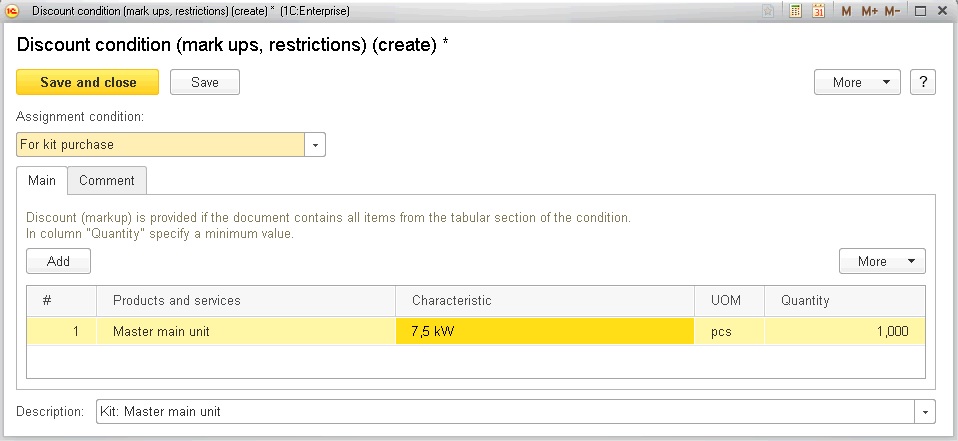 Discount condition (mark ups, restrictions) (create) * (1C:Enterprise)
M M+ M-
Discount condition (mark ups, restrictions) (create) *
Save and close Save More ?
Assignment condition:
For kit purchase
Main Comment
Discount (markup) is provided if the document contains all items from the tabular section of the condition.
In column "Quantity" specify a minimum value.
Add More
# Products and services Characteristic UOM Quantity
1 Master main unit 7,5 kW pcs 1,000
Description: Kit: Master main unit